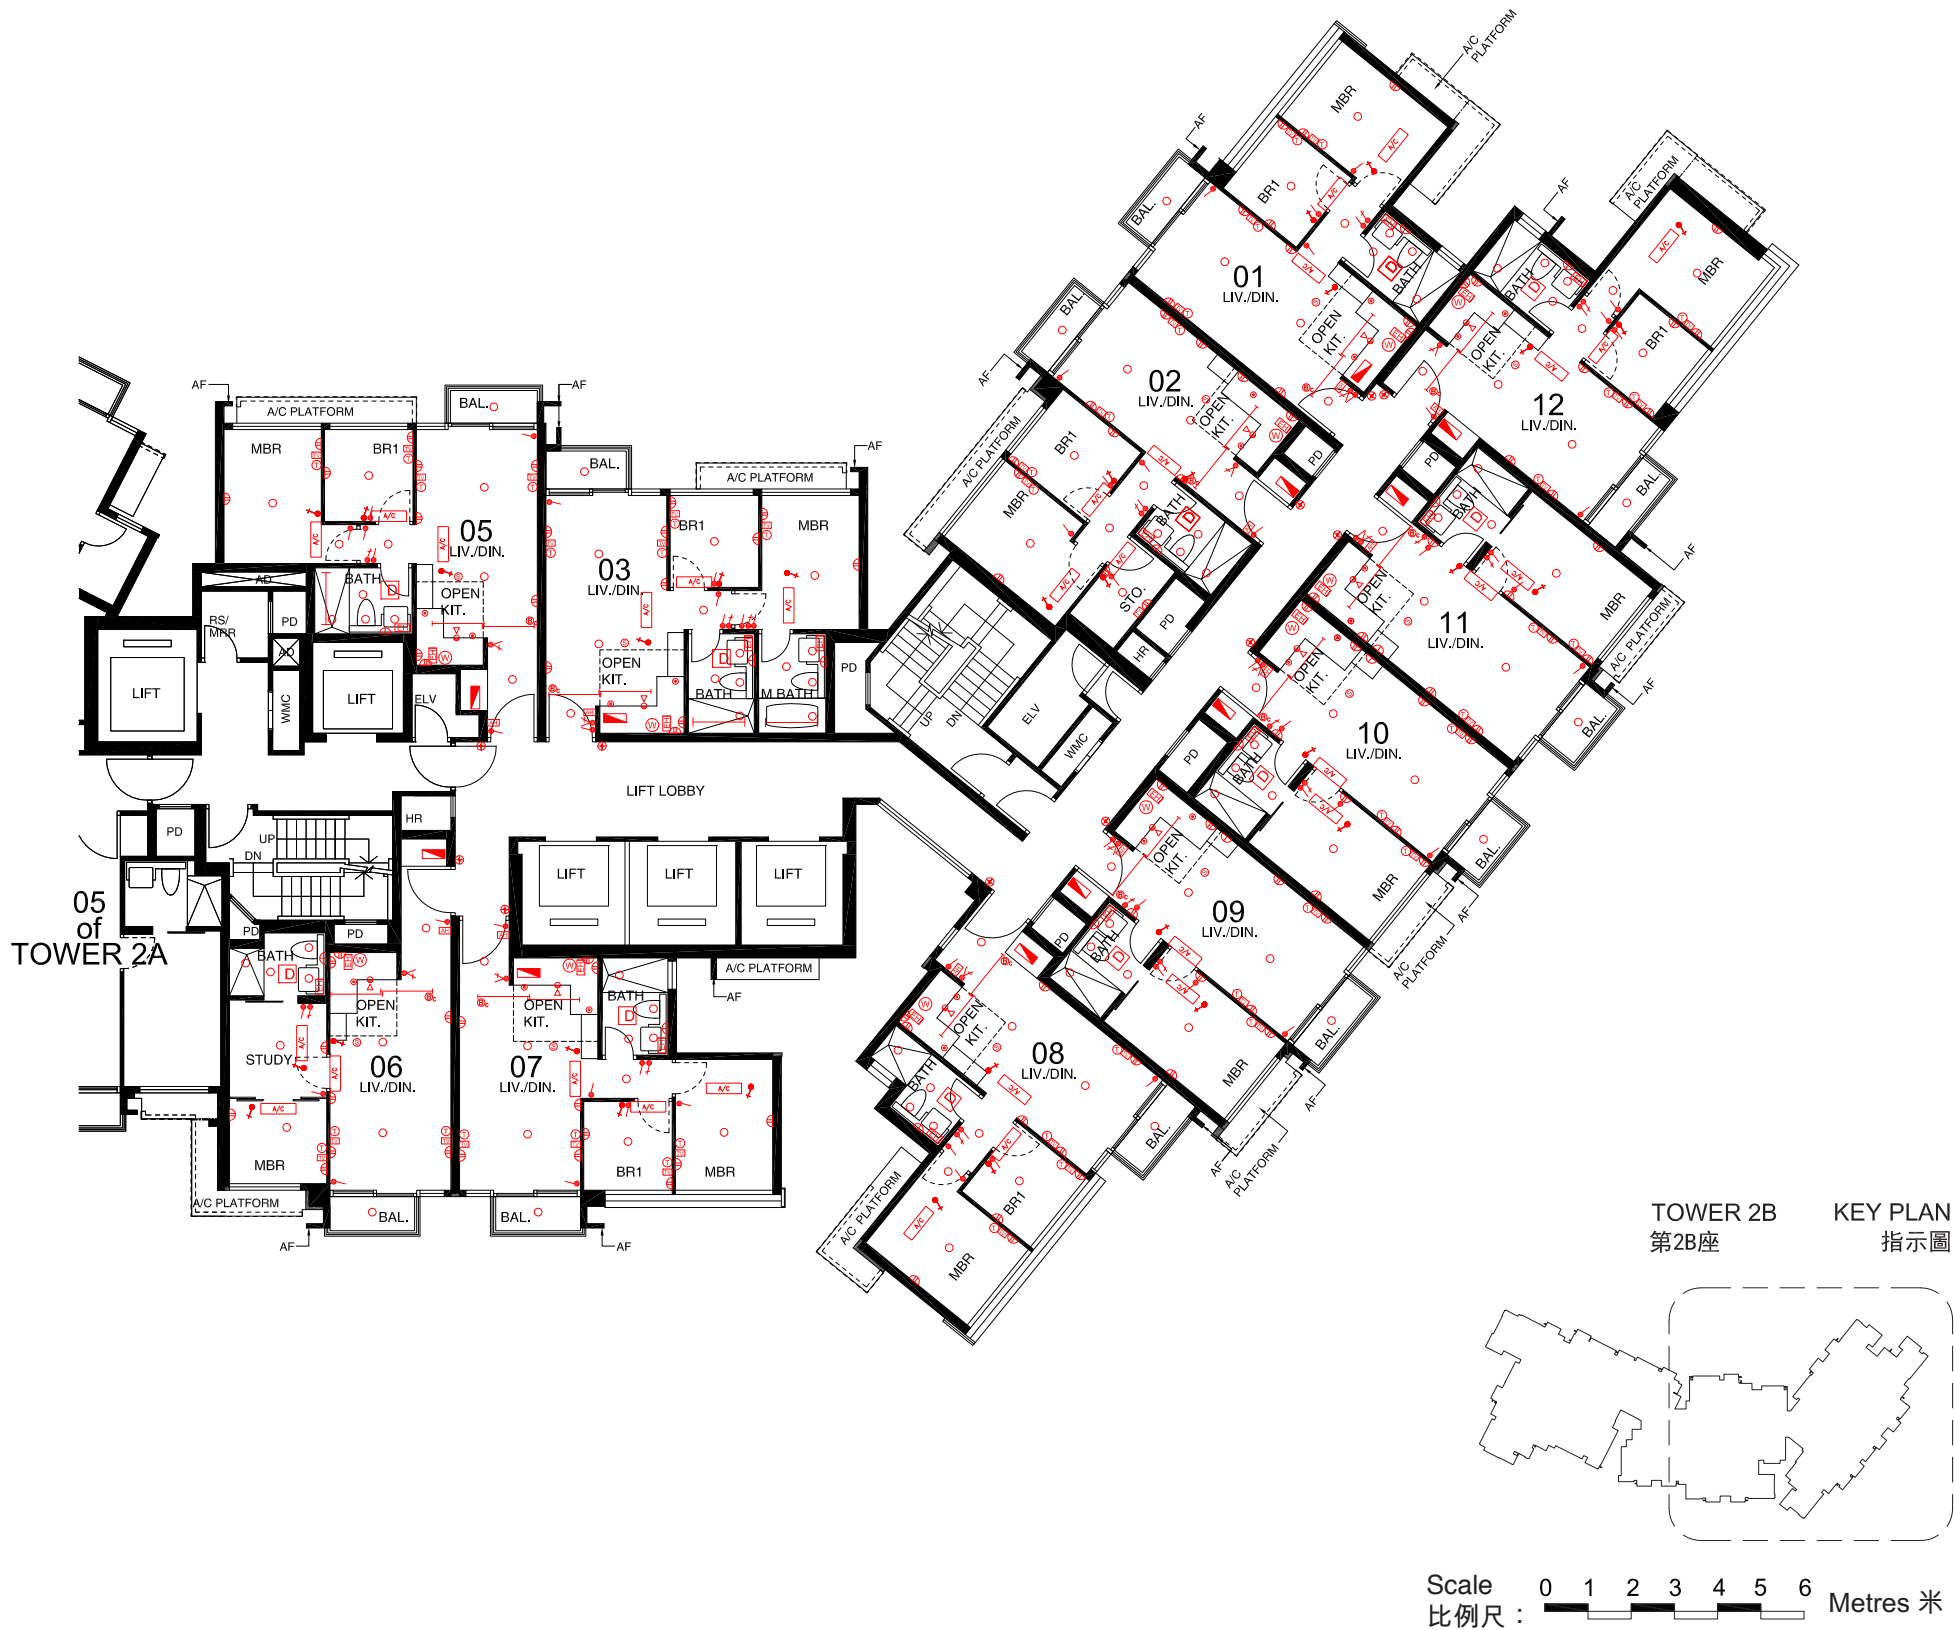 A/C
PLATFORM
MBR
AF
BR1
A/C
BAL.
A/C
PLATFORM
AF
MBR
BATH
D
01
LIV./DIN.
A/C
OPEN
KIT.
BATH
D
A/C
BR1
OPEN
KIT.
A/C
12
LIV./DIN.
BAL.
AF
BAL.
AF
02
LIV./DIN.
OPEN
KIT.
PD
A/C PLATFORM
BR1
MBR
A/C
BATH
D
STO.
PD
HR
AF
A/C PLATFORM
BAL.
AF
MBR
BR1
A/C
05
LIV./DIN.
BATH
D
OPEN
KIT.
AD
RS/
MRR
PD
AD
LIFT
LIFT
WMC
ELV
BAL.
A/C PLATFORM
AF
03
LIV./DIN.
BR1
MBR
A/C
OPEN
KIT.
BATH
D
M BATH
PD
UP
DN
ELV
WMC
PD
BATH
D
11
LIV./DIN.
OPEN
KIT.
A/C
MBR
A/C PLATFORM
AF
BAL.
10
LIV./DIN.
OPEN
KIT.
PD
BATH
D
A/C
MBR
BAL.
AF
A/C
PLATFORM
LIFT LOBBY
HR
PD
UP
DN
LIFT
LIFT
LIFT
05
of
TOWER 2A
PD
PD
BATH
D
OPEN
KIT.
STUDY
A/C
06
LIV./DIN.
MBR
A/C PLATFORM
BAL.
AF
OPEN
KIT.
BATH
D
A/C PLATFORM
AF
07
LIV./DIN.
A/C
BR1
MBR
BAL.
AF
09
LIV./DIN.
OPEN
KIT.
PD
BATH
D
A/C
MBR
BAL.
AF
A/C
PLATFORM
AF
08
LIV./DIN.
OPEN
KIT.
BATH
D
A/C
BR1
MBR
A/C PLATFORM
BAL.
TOWER 2B
第2B座
KEY PLAN
指示圖
Scale
比例尺 :
0 1 2 3 4 5 6
Metres 米